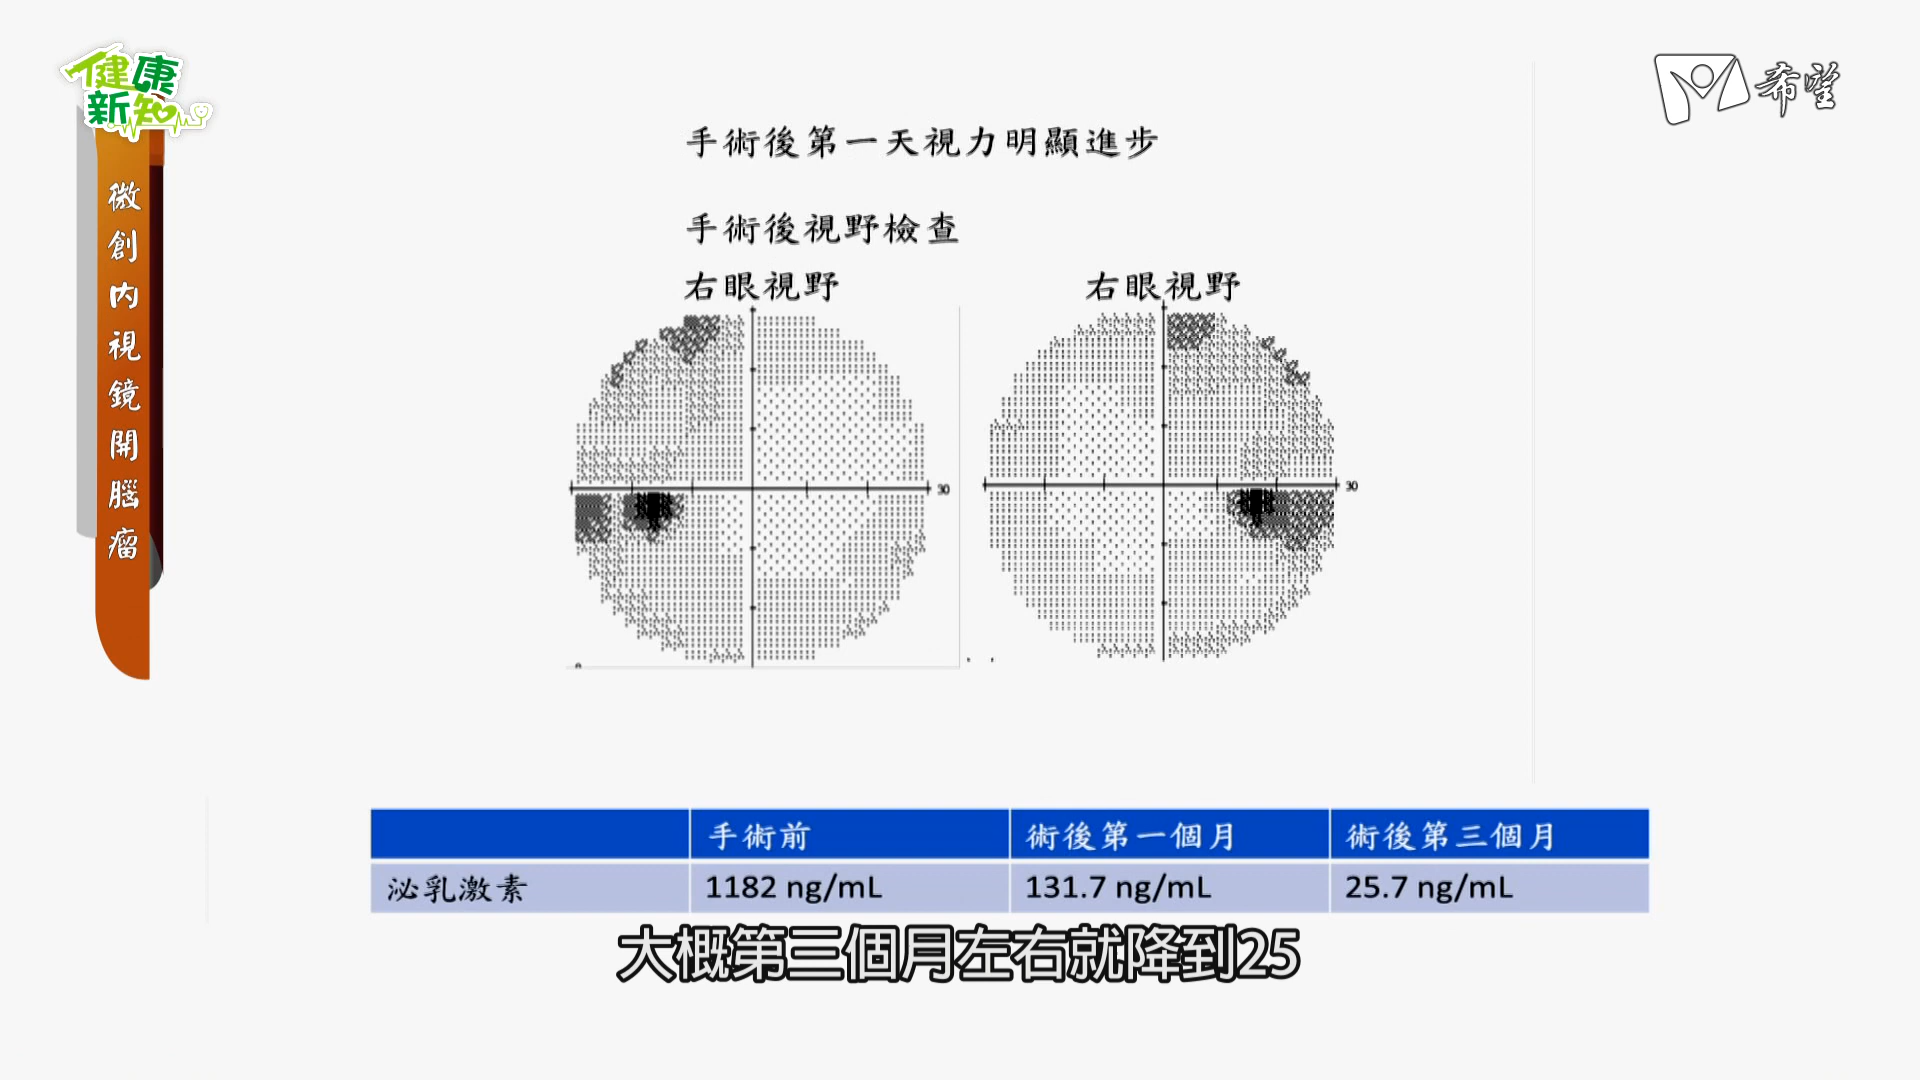 健康
新知
希望
微創内視鏡開腦瘤
手術後第一天視力明顯進步
手術後視野檢查
右眼視野
右眼視野
30
30
手術前 術後第一個月 術後第三個月
泌乳激素 1182 ng/mL 131.7 ng/mL 25.7 ng/mL
大概第三個月左右就降到25